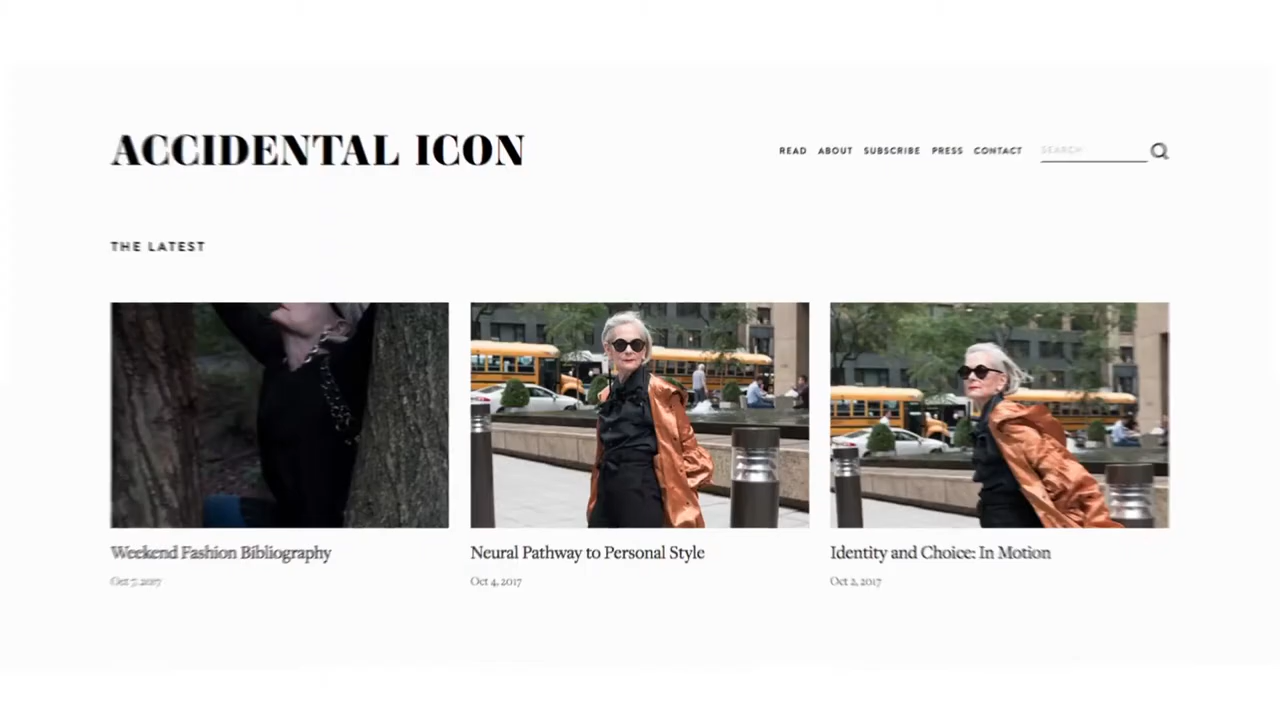 ACCIDENTAL ICON
READ ABOUT SUBSCRIBE PRESS CONTACT SEARCH
THE LATEST
Weekend Fashion Bibliography
Oct 7, 2017
Neural Pathway to Personal Style
Oct 4, 2017
Identity and Choice: In Motion
Oct 2, 2017